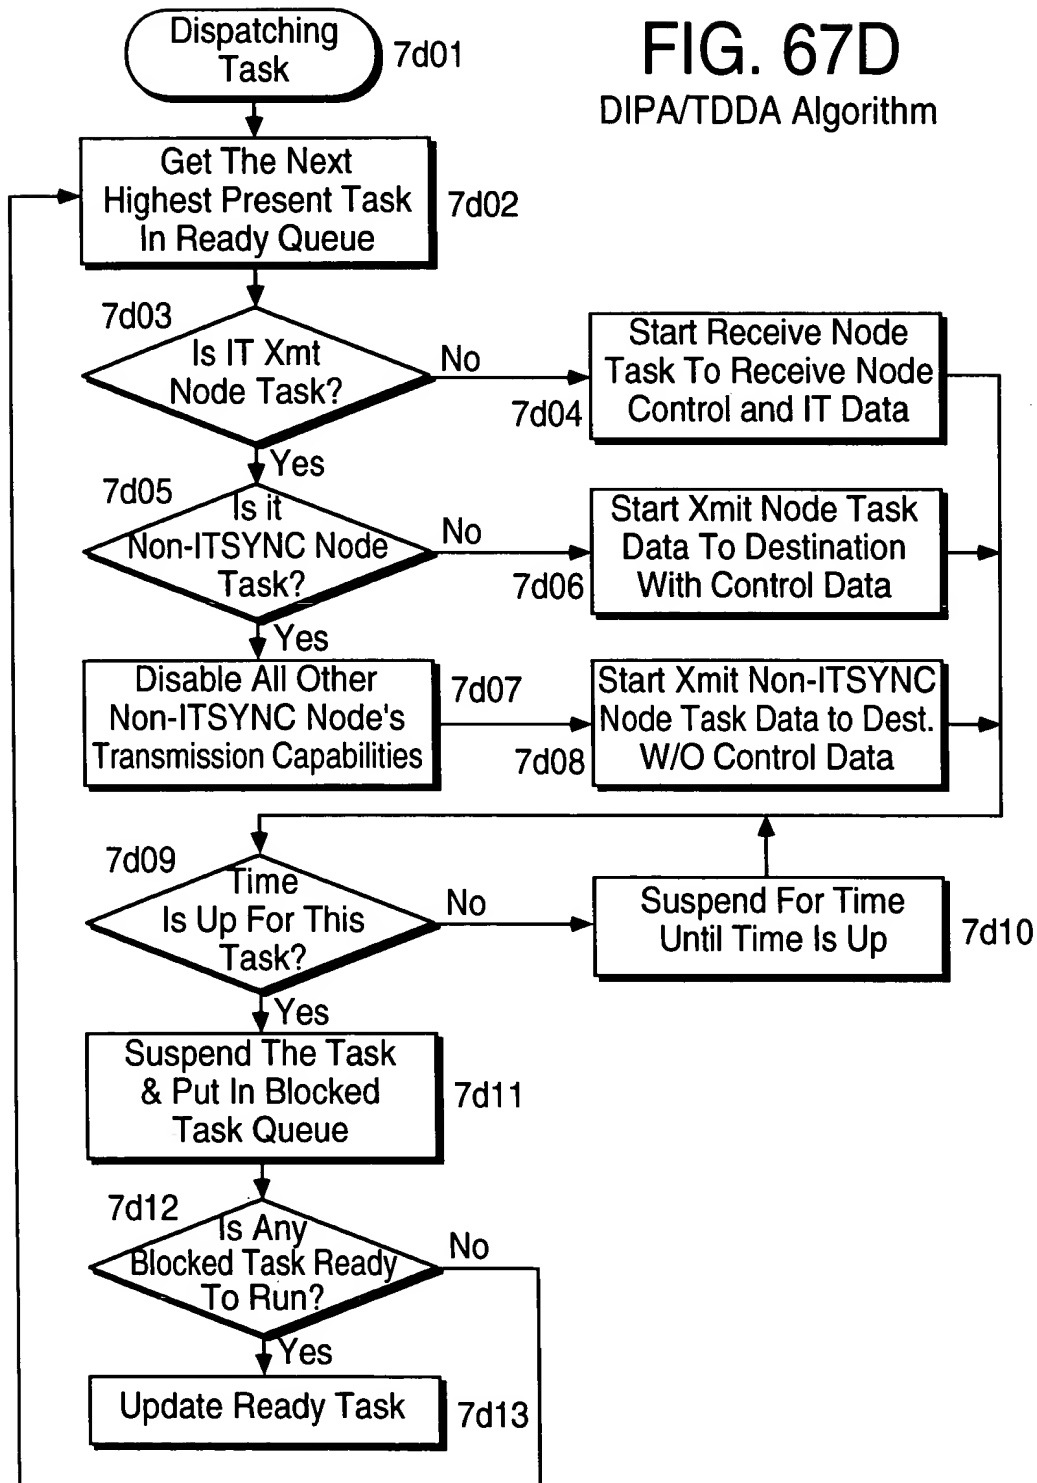 FIG. 67D
DIPA/TDDA Algorithm
Dispatching
Task
7d01
Get The Next
Highest Present Task
In Ready Queue
7d02
7d03
Is IT Xmt
Node Task?
No
Yes
Start Receive Node
Task To Receive Node
Control and IT Data
7d04
7d05
Is it
Non-ITSYNC Node
Task?
No
Yes
Start Xmit Node Task
Data To Destination
With Control Data
7d06
Disable All Other
Non-ITSYNC Node's
Transmission Capabilities
7d07
Start Xmit Non-ITSYNC
Node Task Data to Dest.
W/O Control Data
7d08
7d09
Time
Is Up For This
Task?
No
Yes
Suspend For Time
Until Time Is Up
7d10
Suspend The Task
& Put In Blocked
Task Queue
7d11
7d12
Is Any
Blocked Task Ready
To Run?
No
Yes
Update Ready Task
7d13